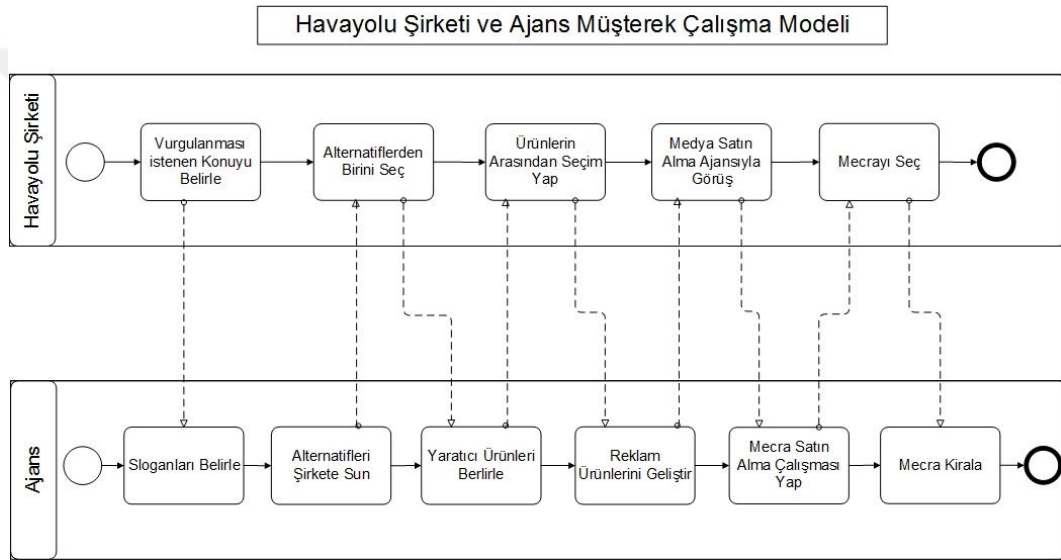 Havayolu Şirketi ve Ajans Müşterek Çalışma Modeli
Havayolu Şirketi
Vurgulanması
istenen Konuyu
Belirle
Alternatiflerden
Birini Seç
Ürünlerin
Arasından Seçim
Yap
Medya Satın
Alma Ajansıyla
Görüş
Mecrayı Seç
Ajans
Sloganları Belirle
Alternatifleri
Şirkete Sun
Yaratıcı Ürünleri
Berlirle
Reklam
Ürünlerini Geliştir
Mecra Satın
Alma Çalışması
Yap
Mecra Kirala